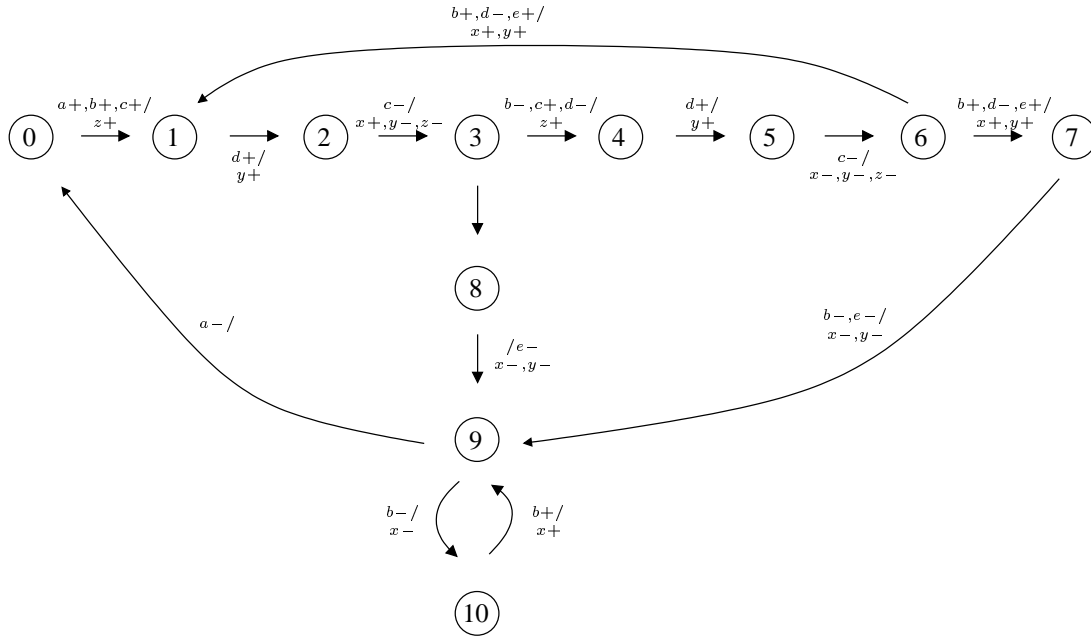 b+,d−,e+/
x+,y+
a+,b+,c+/
z+
c−/
x+,y−,z−
b−,c+,d−/
z+
d+/
y+
b+,d−,e+/
x+,y+
0
1
2
3
4
5
6
7
d+/
y+
c−/
x−,y−,z−
8
a−/
b−,e−/
x−,y−
/e−
x−,y−
9
b−/
x−
b+/
x+
10